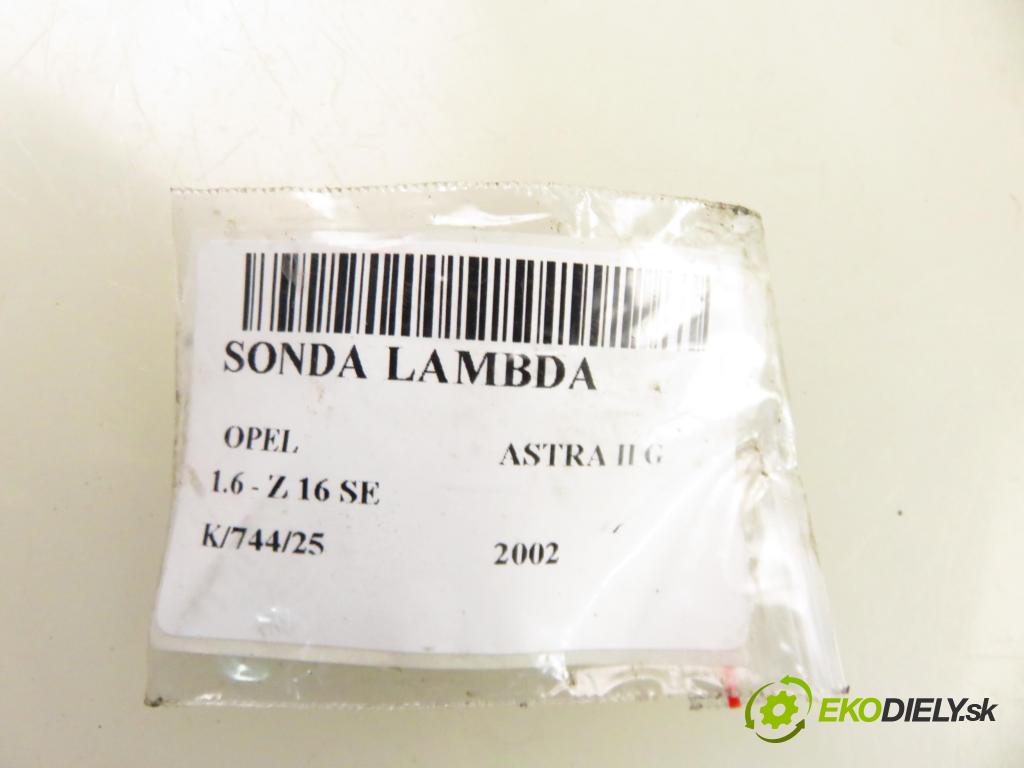 SONDA LAMBDA
OPEL ASTRA II G
1.6 - Z 16 SE
K/744/25 2002
EKODIELY.sk